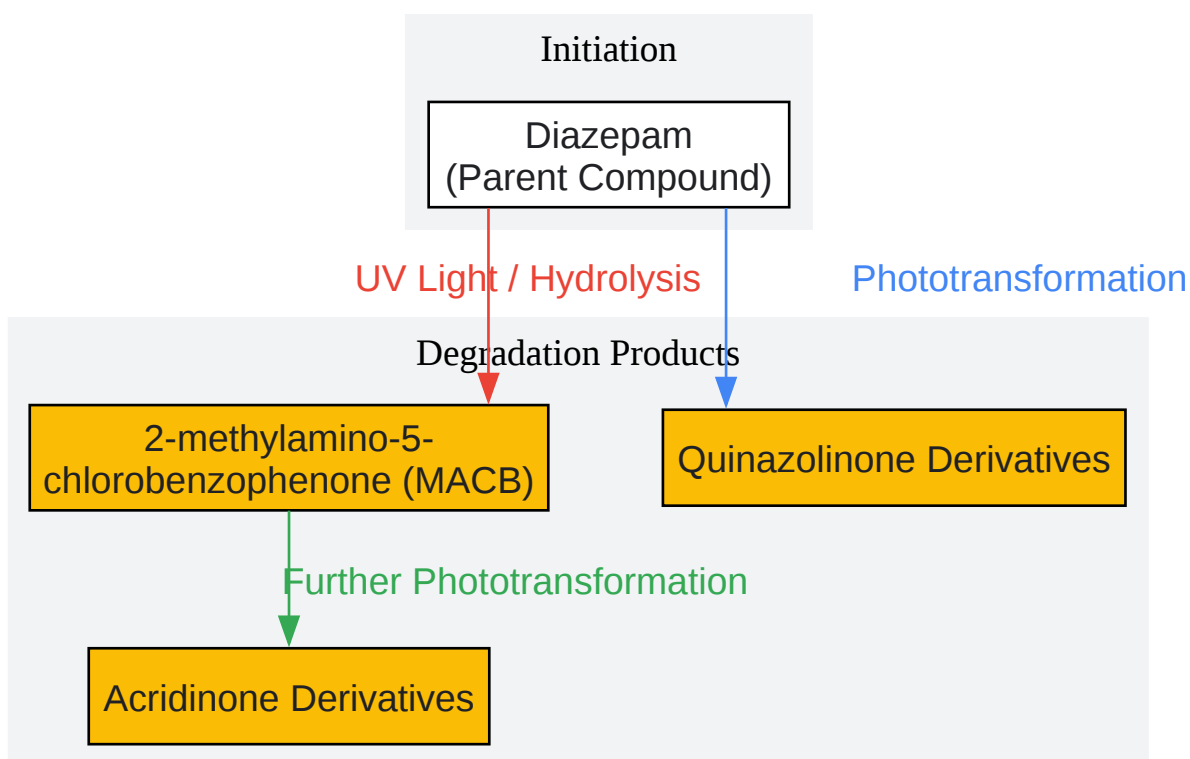 Initiation
Diazepam
(Parent Compound)
UV Light / Hydrolysis
Phototransformation
Degradation Products
2-methylamino-5-
chlorobenzophenone (MACB)
Quinazolinone Derivatives
Further Phototransformation
Acridinone Derivatives